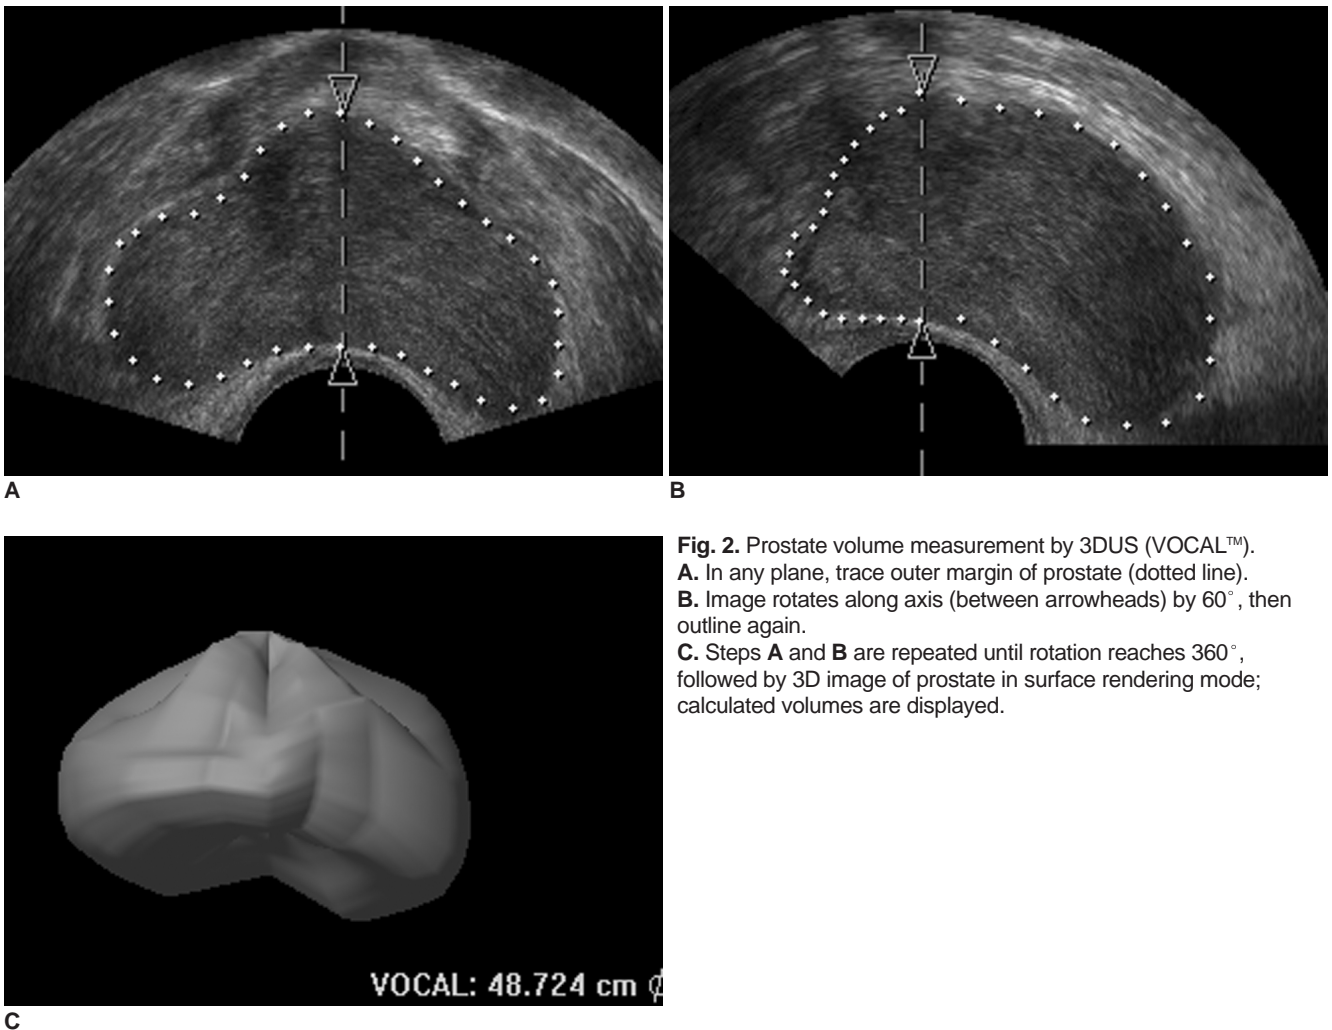 A
B
Fig. 2. Prostate volume measurement by 3DUS (VOCAL™).
A. In any plane, trace outer margin of prostate (dotted line).
B. Image rotates along axis (between arrowheads) by 60°, then
outline again.
C. Steps A and B are repeated until rotation reaches 360°,
followed by 3D image of prostate in surface rendering mode;
calculated volumes are displayed.
VOCAL: 48.724 cm
C